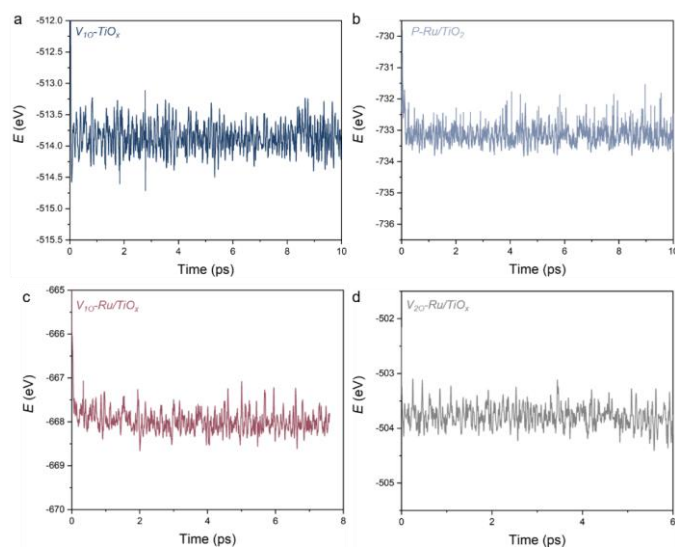 a
V1O-TiOx
E (eV)
-512.0
-512.5
-513.0
-513.5
-514.0
-514.5
-515.0
-515.5
0 2 4 6 8 10
Time (ps)
b
P-Ru/TiO2
E (eV)
-730
-731
-732
-733
-734
-735
-736
0 2 4 6 8 10
Time (ps)
c
V1O-Ru/TiOx
E (eV)
-665
-666
-667
-668
-669
-670
0 2 4 6 8
Time (ps)
d
V2O-Ru/TiOx
E (eV)
-502
-503
-504
-505
0 2 4 6
Time (ps)